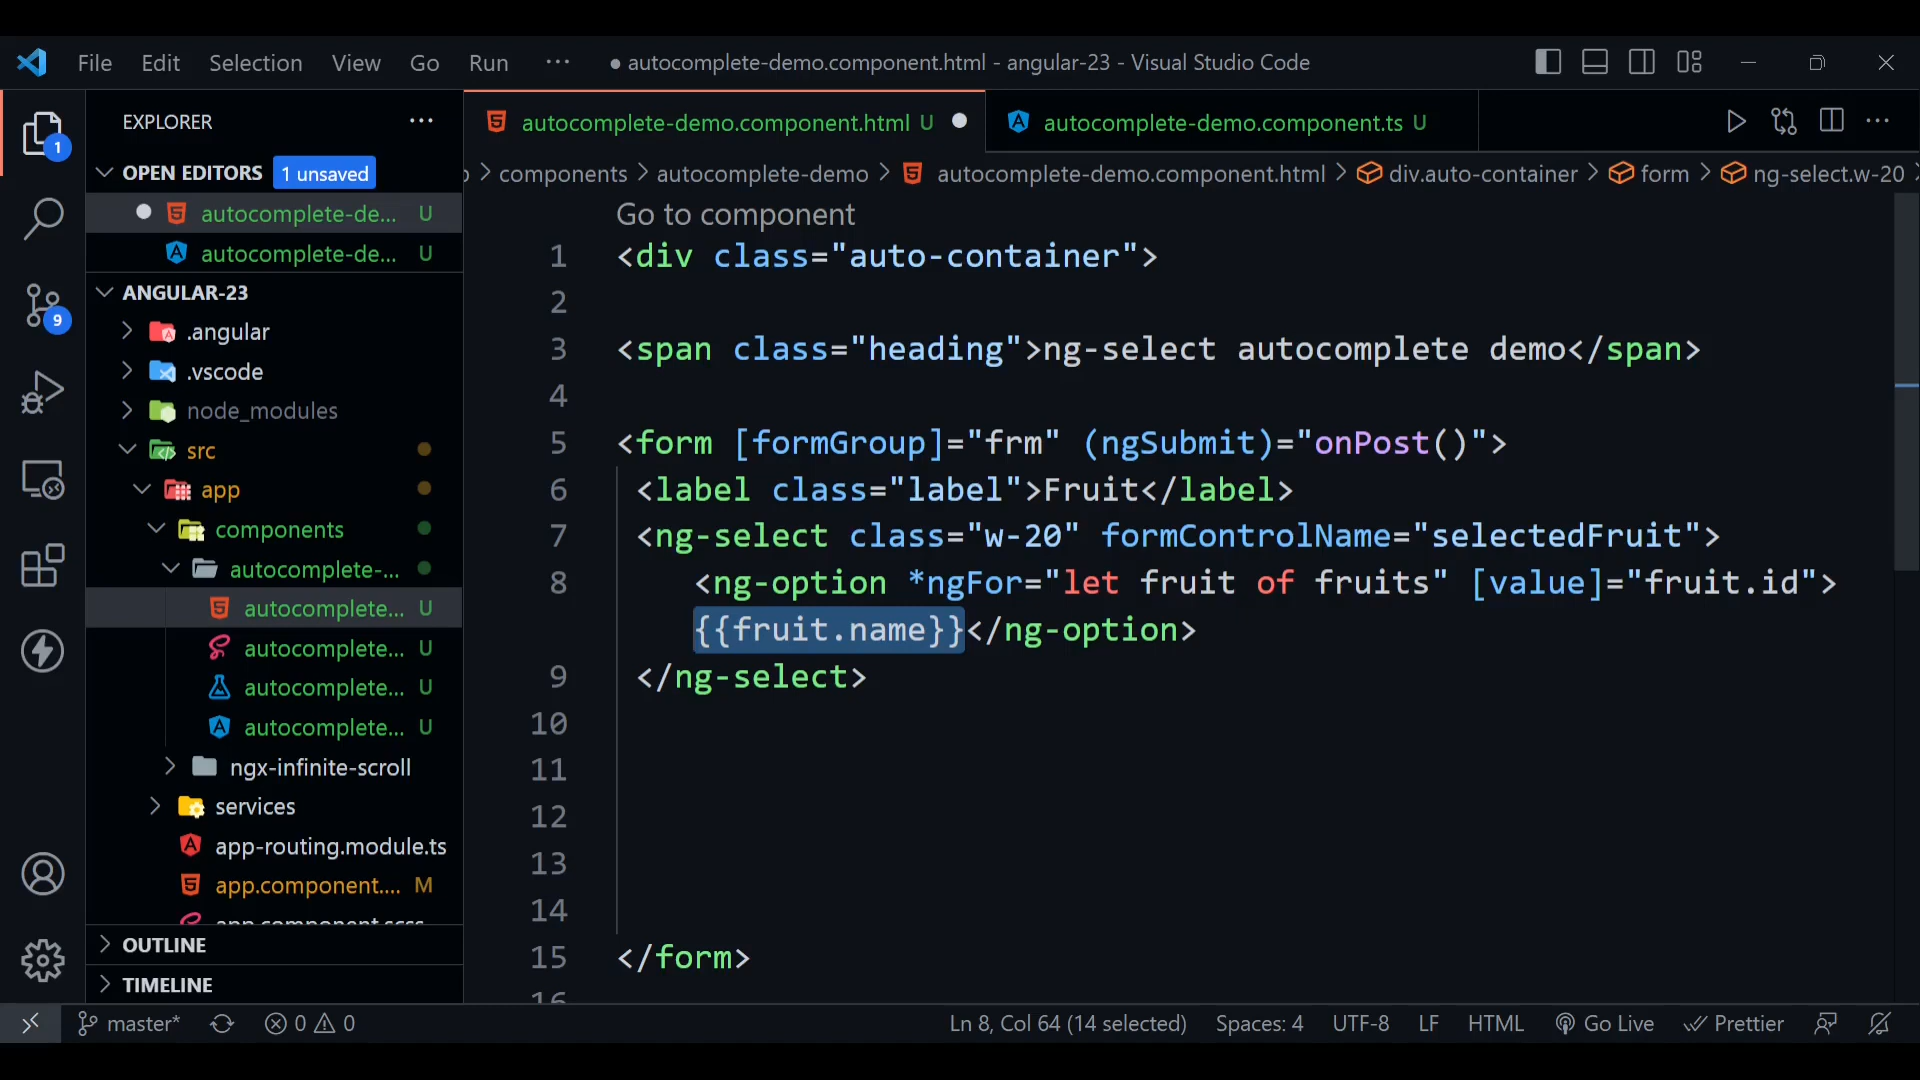 File Edit Selection View Go Run ··· ● autocomplete-demo.component.html - angular-23 - Visual Studio Code
EXPLORER ···
1
autocomplete-demo.component.html U
autocomplete-demo.component.ts U
OPEN EDITORS 1 unsaved
components > autocomplete-demo > autocomplete-demo.component.html > div.auto-container > form > ng-select.w-20 >
autocomplete-de... U
autocomplete-de... U
ANGULAR-23
9
.angular
.vscode
node_modules
src
app
components
autocomplete-...
autocomplete... U
autocomplete... U
autocomplete... U
autocomplete... U
ngx-infinite-scroll
services
app-routing.module.ts
app.component.... M
app.component.scss
OUTLINE
TIMELINE
Go to component
1 <div class="auto-container">
2
3 <span class="heading">ng-select autocomplete demo</span>
4
5 <form [formGroup]="frm" (ngSubmit)="onPost()">
6 <label class="label">Fruit</label>
7 <ng-select class="w-20" formControlName="selectedFruit">
8 <ng-option *ngFor="let fruit of fruits" [value]="fruit.id">
{{fruit.name}}</ng-option>
9 </ng-select>
10
11
12
13
14
15 </form>
16
master* 0 0 Ln 8, Col 64 (14 selected) Spaces: 4 UTF-8 LF HTML Go Live Prettier